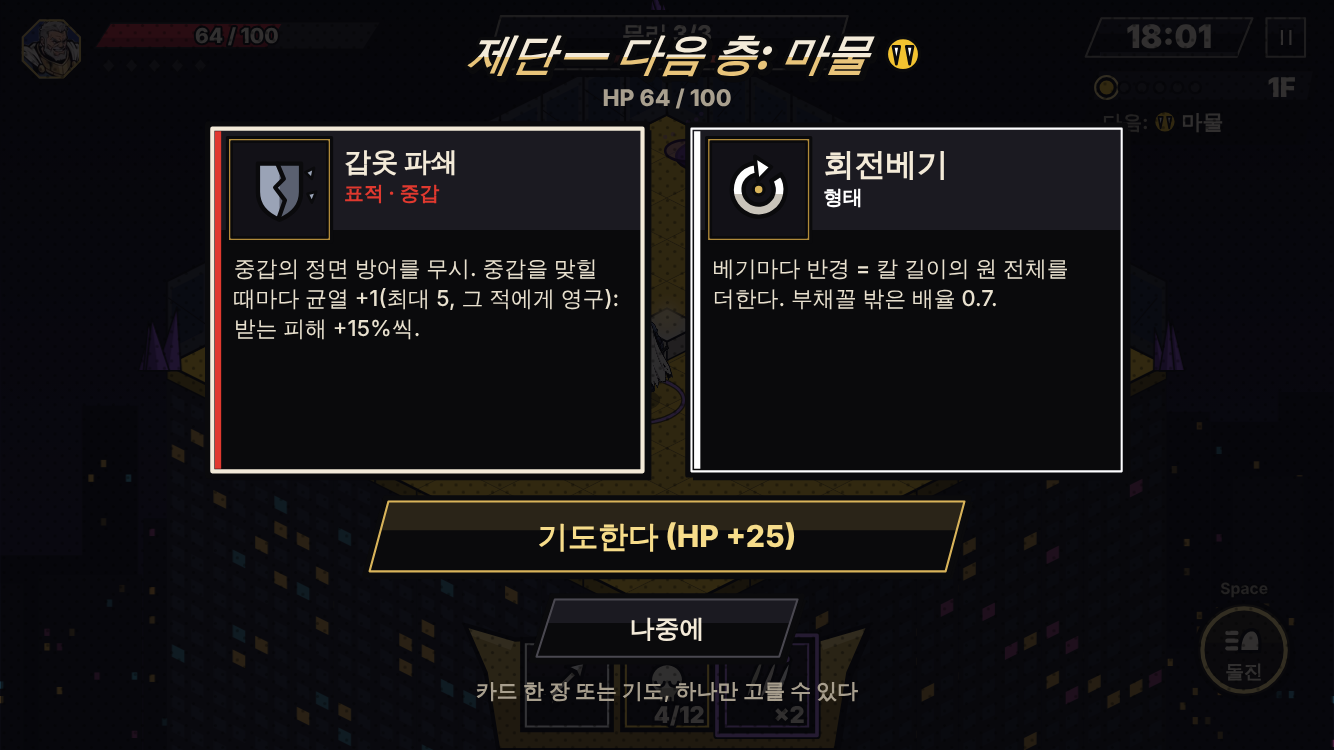 64 / 100
물리 3/3
18:01
제단 — 다음 층: 마물
HP 64 / 100
1F
다음: 마물
갑옷 파쇄
표적 · 중갑
중갑의 정면 방어를 무시. 중갑을 맞힐
때마다 균열 +1(최대 5, 그 적에게 영구):
받는 피해 +15%씩.
회전베기
형태
베기마다 반경 = 칼 길이의 원 전체를
더한다. 부채꼴 밖은 배율 0.7.
기도한다 (HP +25)
나중에
Space
돌진
카드 한 장 또는 기도, 하나만 고를 수 있다
4/12
×2